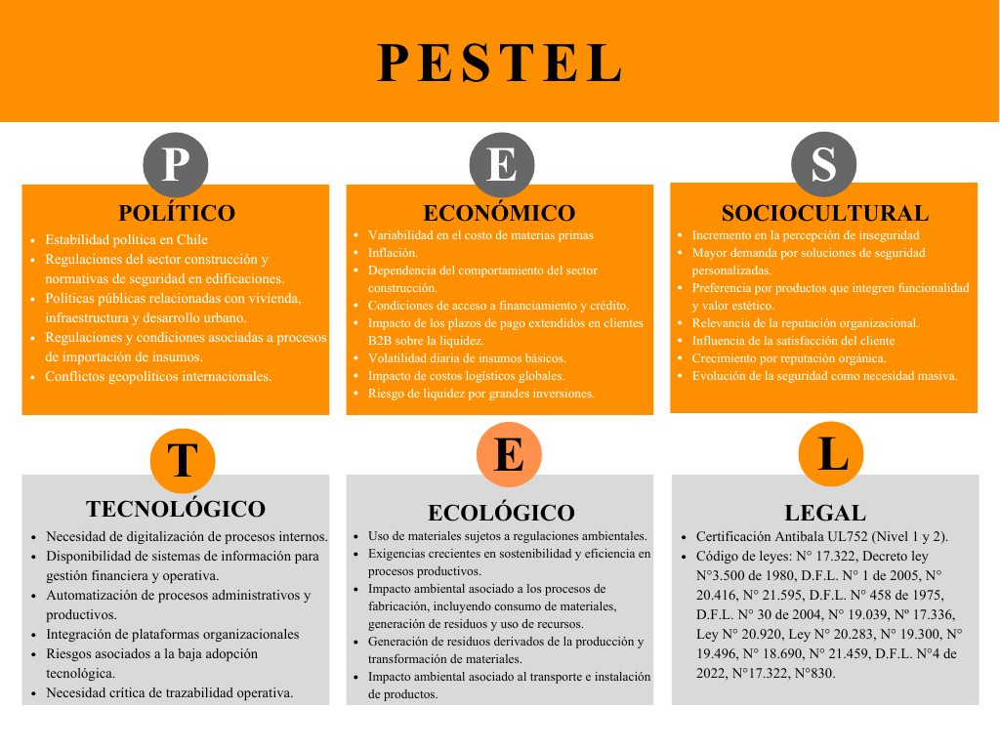 PESTEL
P
POLÍTICO
• Estabilidad política en Chile
• Regulaciones del sector construcción y
normativas de seguridad en edificaciones.
• Políticas públicas relacionadas con vivienda,
infraestructura y desarrollo urbano.
• Regulaciones y condiciones asociadas a procesos
de importación de insumos.
• Conflictos geopolíticos internacionales.
E
ECONÓMICO
• Variabilidad en el costo de materias primas
• Inflación.
• Dependencia del comportamiento del sector
construcción.
• Condiciones de acceso a financiamiento y crédito.
• Impacto de los plazos de pago extendidos en clientes
B2B sobre la liquidez.
• Volatilidad diaria de insumos básicos.
• Impacto de costos logísticos globales.
• Riesgo de liquidez por grandes inversiones.
S
SOCIOCULTURAL
• Incremento en la percepción de inseguridad
• Mayor demanda por soluciones de seguridad
personalizadas.
• Preferencia por productos que integren funcionalidad
y valor estético.
• Relevancia de la reputación organizacional.
• Influencia de la satisfacción del cliente
• Crecimiento por reputación orgánica.
• Evolución de la seguridad como necesidad masiva.
T
TECNOLÓGICO
• Necesidad de digitalización de procesos internos.
• Disponibilidad de sistemas de información para
gestión financiera y operativa.
• Automatización de procesos administrativos y
productivos.
• Integración de plataformas organizacionales
• Riesgos asociados a la baja adopción
tecnológica.
• Necesidad crítica de trazabilidad operativa.
E
ECOLÓGICO
• Uso de materiales sujetos a regulaciones ambientales.
• Exigencias crecientes en sostenibilidad y eficiencia en
procesos productivos.
• Impacto ambiental asociado a los procesos de
fabricación, incluyendo consumo de materiales,
generación de residuos y uso de recursos.
• Generación de residuos derivados de la producción y
transformación de materiales.
• Impacto ambiental asociado al transporte e instalación
de productos.
L
LEGAL
• Certificación Antibala UL752 (Nivel 1 y 2).
• Código de leyes: N° 17.322, Decreto ley
N°3.500 de 1980, D.F.L. N° 1 de 2005, N°
20.416, N° 21.595, D.F.L. N° 458 de 1975,
D.F.L. N° 30 de 2004, N° 19.039, Nº 17.336,
Ley N° 20.920, Ley N° 20.283, N° 19.300, N°
19.496, N° 18.690, N° 21.459, D.F.L. N°4 de
2022, N°17.322, N°830.